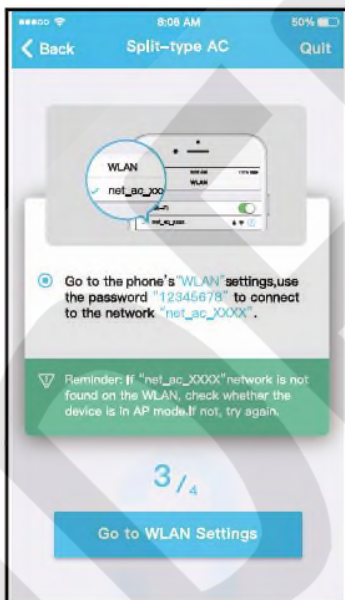 8:08 AM
50%
Back
Split-type AC
Quit
WLAN
net_ac_xxx
WLAN
net_ac_xxxx
Go to the phone's "WLAN" settings,use
the password "12345678" to connect
to the network "net_ac_XXXX".
Reminder: If "net_ac_XXXX"network is not
found on the WLAN, check whether the
device is in AP mode.If not, try again.
3/4
Go to WLAN Settings